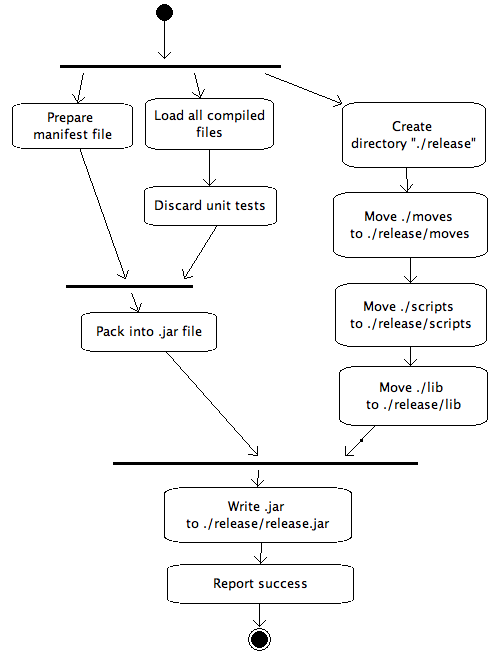 Prepare
manifest file
Load all compiled
files
Create
directory "./release"
Discard unit tests
Move ./moves
to ./release/moves
Pack into .jar file
Move ./scripts
to ./release/scripts
Move ./lib
to ./release/lib
Write .jar
to ./release/release.jar
Report success